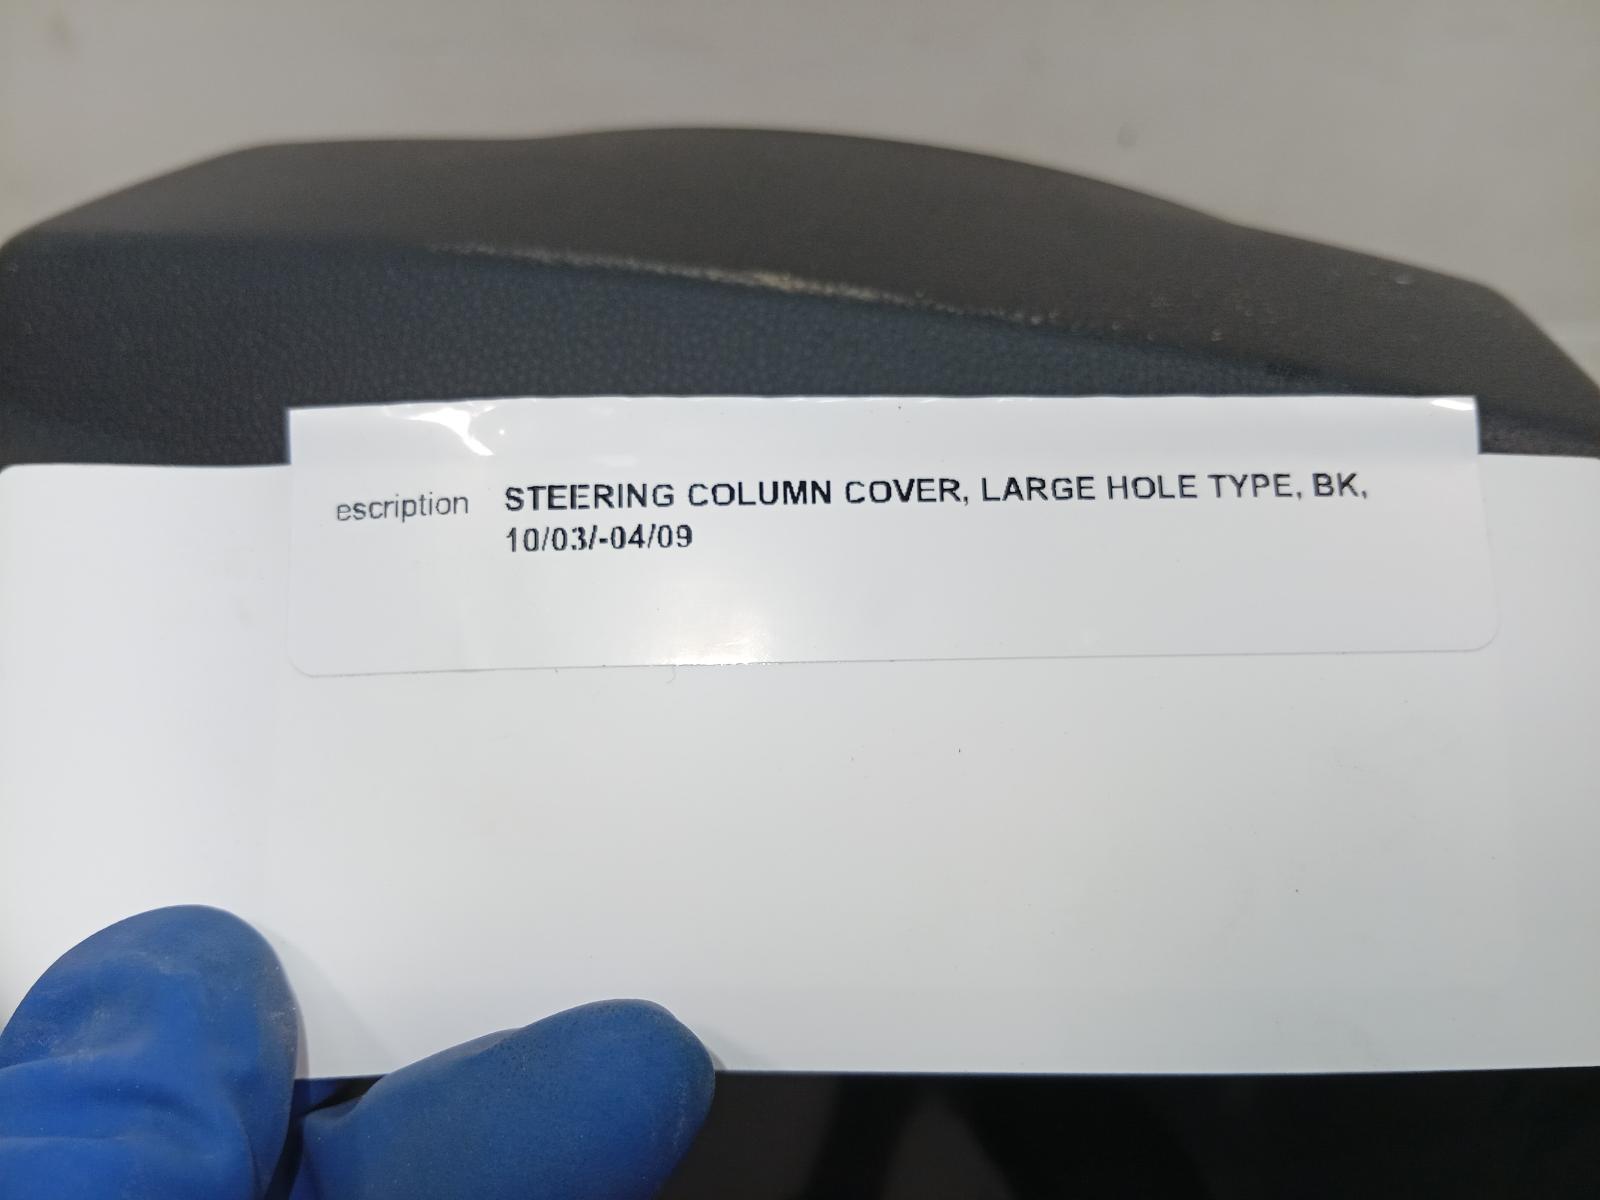 escription STEERING COLUMN COVER, LARGE HOLE TYPE, BK,
10/03/-04/09